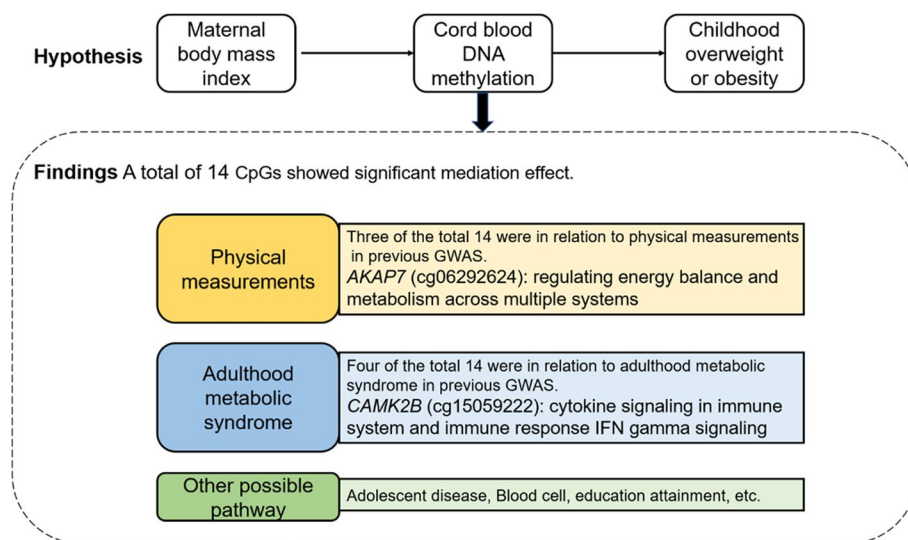 Hypothesis
Maternal
body mass
index
Cord blood
DNA
methylation
Childhood
overweight
or obesity
Findings A total of 14 CpGs showed significant mediation effect.
Physical
measurements
Three of the total 14 were in relation to physical measurements
in previous GWAS.
AKAP7 (cg06292624): regulating energy balance and
metabolism across multiple systems
Adulthood
metabolic
syndrome
Four of the total 14 were in relation to adulthood metabolic
syndrome in previous GWAS.
CAMK2B (cg15059222): cytokine signaling in immune
system and immune response IFN gamma signaling
Other possible
pathway
Adolescent disease, Blood cell, education attainment, etc.